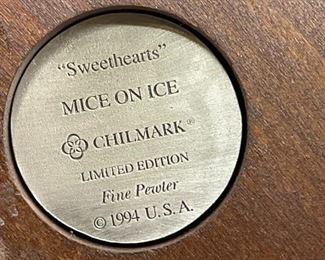 "Sweethearts"
MICE ON ICE
CHILMARK®
LIMITED EDITION
Fine Pewter
© 1994 U.S.A.